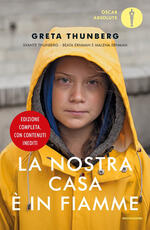 OSCAR
ABSOLUTE
GRETA THUNBERG
SVANTE THUNBERG · BEATA ERNMAN E MALENA ERNMAN
EDIZIONE
COMPLETA,
CON CONTENUTI
INEDITI
LA NOSTRA
CASA
È IN FIAMME